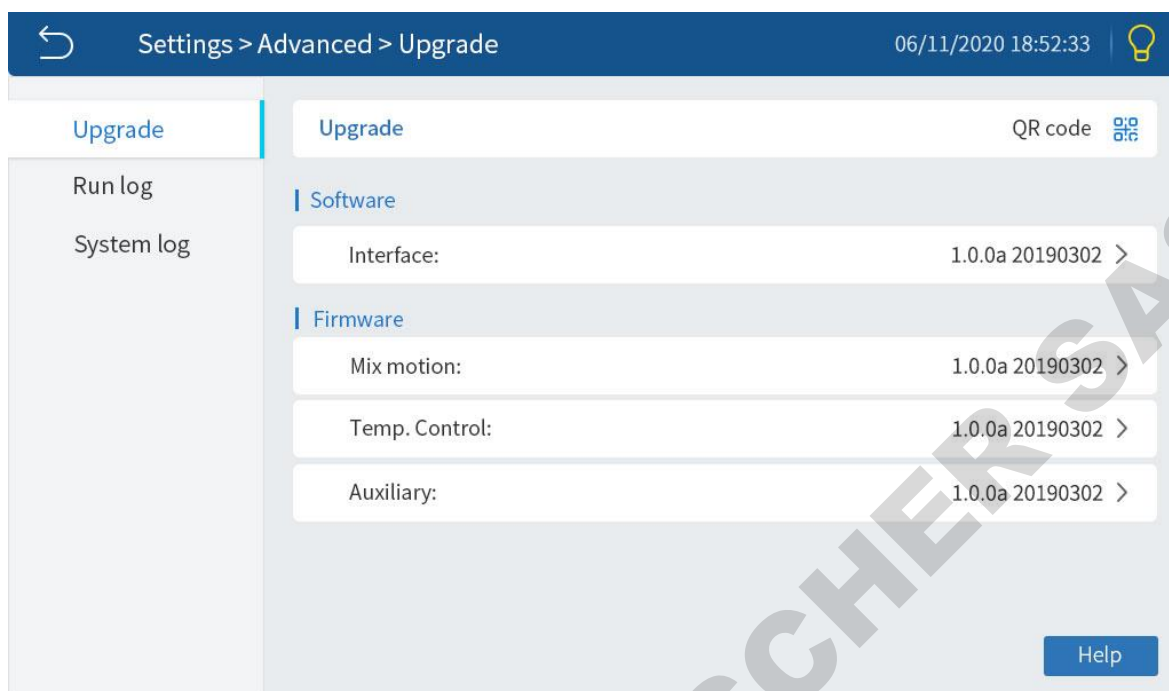 Settings > Advanced > Upgrade 06/11/2020 18:52:33
Upgrade
Run log
System log
Upgrade QR code
Software
Interface: 1.0.0a 20190302 >
Firmware
Mix motion: 1.0.0a 20190302 >
Temp. Control: 1.0.0a 20190302 >
Auxiliary: 1.0.0a 20190302 >
Help
SCHER SA